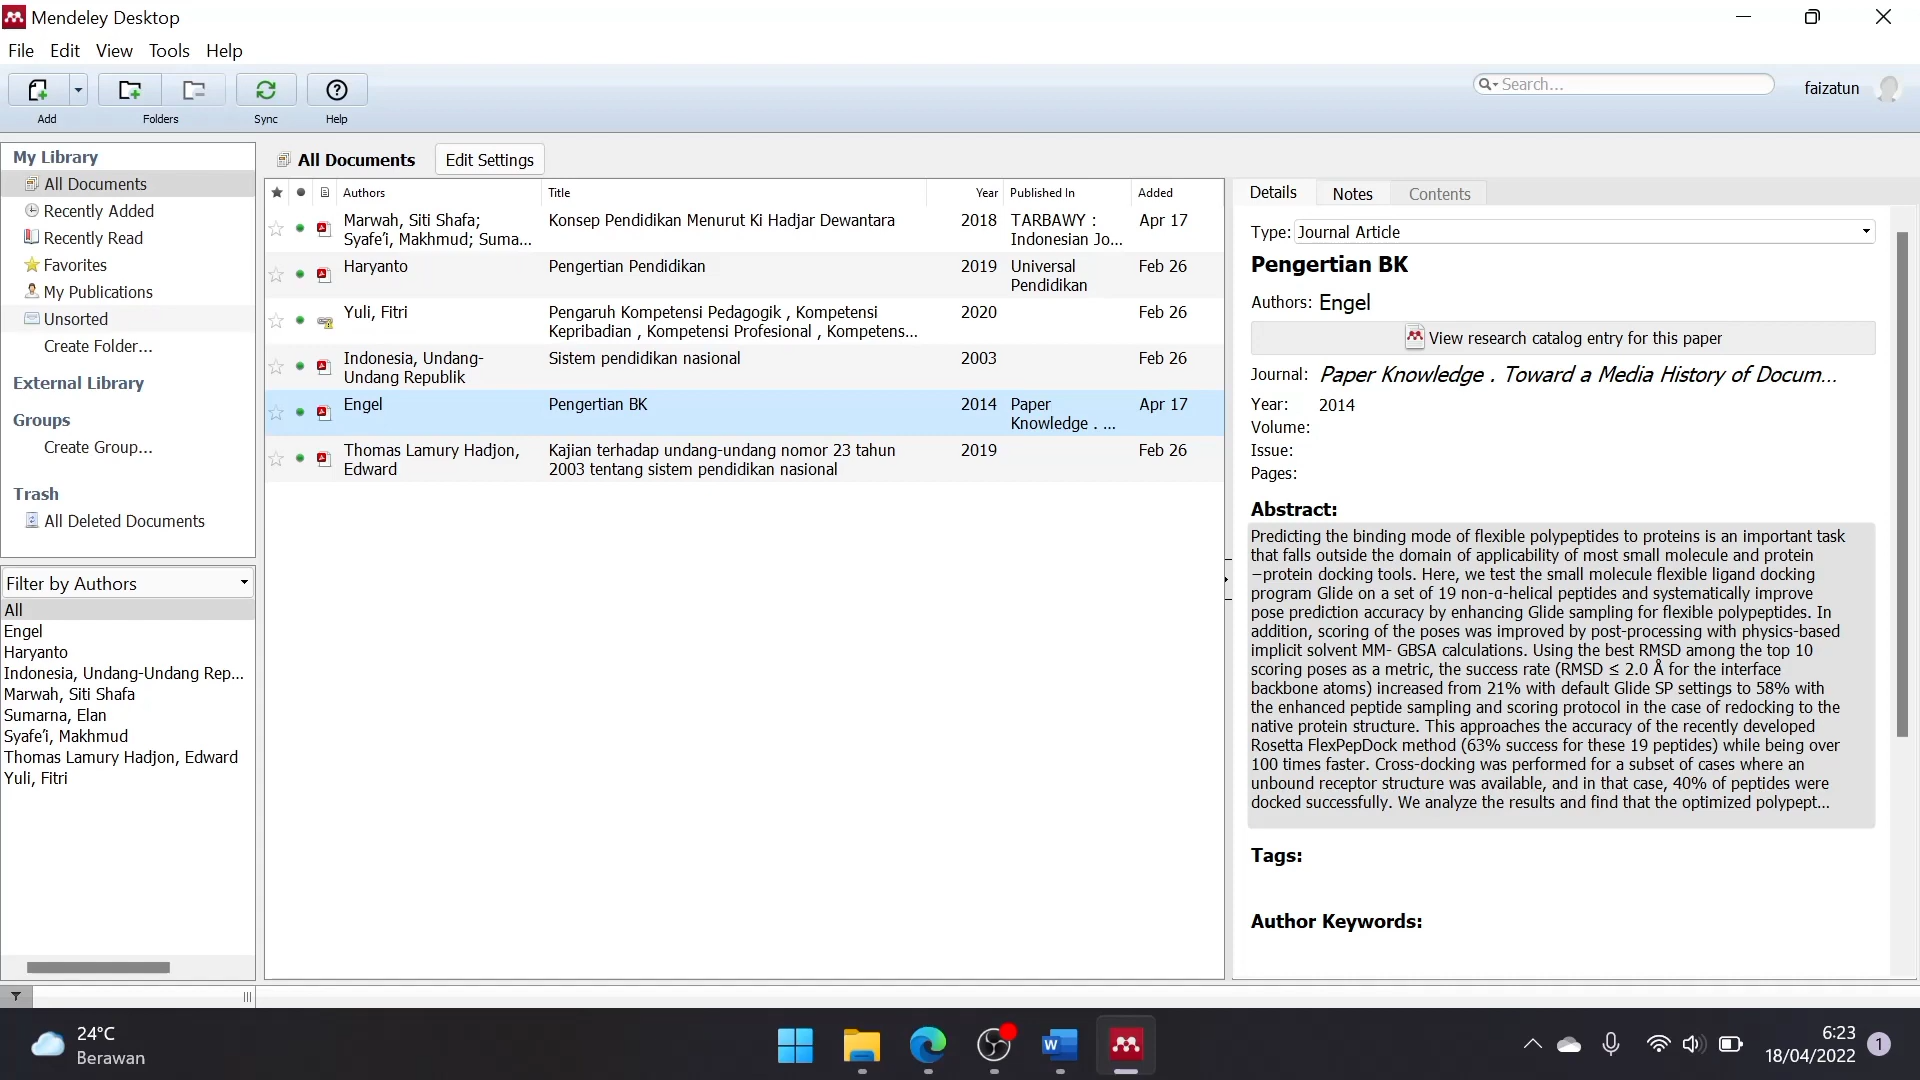 Mendeley Desktop
File Edit View Tools Help
Add
Folders
Sync
Help
Search...
faizatun
My Library
All Documents
Recently Added
Recently Read
Favorites
My Publications
Unsorted
Create Folder...
External Library
Groups
Create Group...
Trash
All Deleted Documents
Filter by Authors
All
Engel
Haryanto
Indonesia, Undang-Undang Rep...
Marwah, Siti Shafa
Sumarna, Elan
Syafe’i, Makhmud
Thomas Lamury Hadjon, Edward
Yuli, Fitri
All Documents Edit Settings
Authors Title Year Published In Added
Marwah, Siti Shafa; Konsep Pendidikan Menurut Ki Hadjar Dewantara 2018 TARBAWY : Apr 17
Syafe’i, Makhmud; Suma... Indonesian Jo...
Haryanto Pengertian Pendidikan 2019 Universal Feb 26
Pendidikan
Yuli, Fitri Pengaruh Kompetensi Pedagogik , Kompetensi 2020 Feb 26
Kepribadian , Kompetensi Profesional , Kompetens...
Indonesia, Undang- Sistem pendidikan nasional 2003 Feb 26
Undang Republik
Engel Pengertian BK 2014 Paper Apr 17
Knowledge . ...
Thomas Lamury Hadjon, Kajian terhadap undang-undang nomor 23 tahun 2019 Feb 26
Edward 2003 tentang sistem pendidikan nasional
Details Notes Contents
Type: Journal Article
Pengertian BK
Authors: Engel
View research catalog entry for this paper
Journal: Paper Knowledge . Toward a Media History of Docum...
Year: 2014
Volume:
Issue:
Pages:
Abstract:
Predicting the binding mode of flexible polypeptides to proteins is an important task
that falls outside the domain of applicability of most small molecule and protein
−protein docking tools. Here, we test the small molecule flexible ligand docking
program Glide on a set of 19 non-α-helical peptides and systematically improve
pose prediction accuracy by enhancing Glide sampling for flexible polypeptides. In
addition, scoring of the poses was improved by post-processing with physics-based
implicit solvent MM- GBSA calculations. Using the best RMSD among the top 10
scoring poses as a metric, the success rate (RMSD ≤ 2.0 Å for the interface
backbone atoms) increased from 21% with default Glide SP settings to 58% with
the enhanced peptide sampling and scoring protocol in the case of redocking to the
native protein structure. This approaches the accuracy of the recently developed
Rosetta FlexPepDock method (63% success for these 19 peptides) while being over
100 times faster. Cross-docking was performed for a subset of cases where an
unbound receptor structure was available, and in that case, 40% of peptides were
docked successfully. We analyze the results and find that the optimized polypept...
Tags:
Author Keywords:
24°C
Berawan
W
6:23
18/04/2022
1